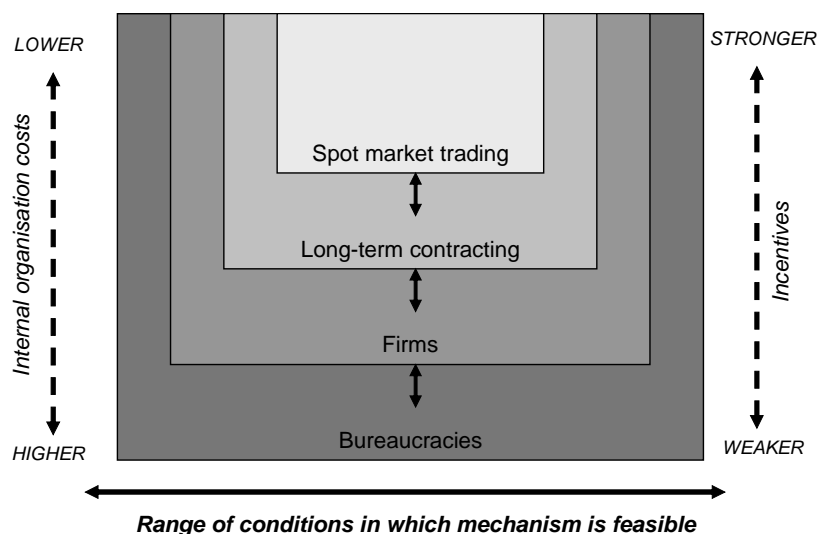 LOWER
STRONGER
Internal organisation costs
Spot market trading
Long-term contracting
Incentives
Firms
Bureaucracies
HIGHER
WEAKER
Range of conditions in which mechanism is feasible